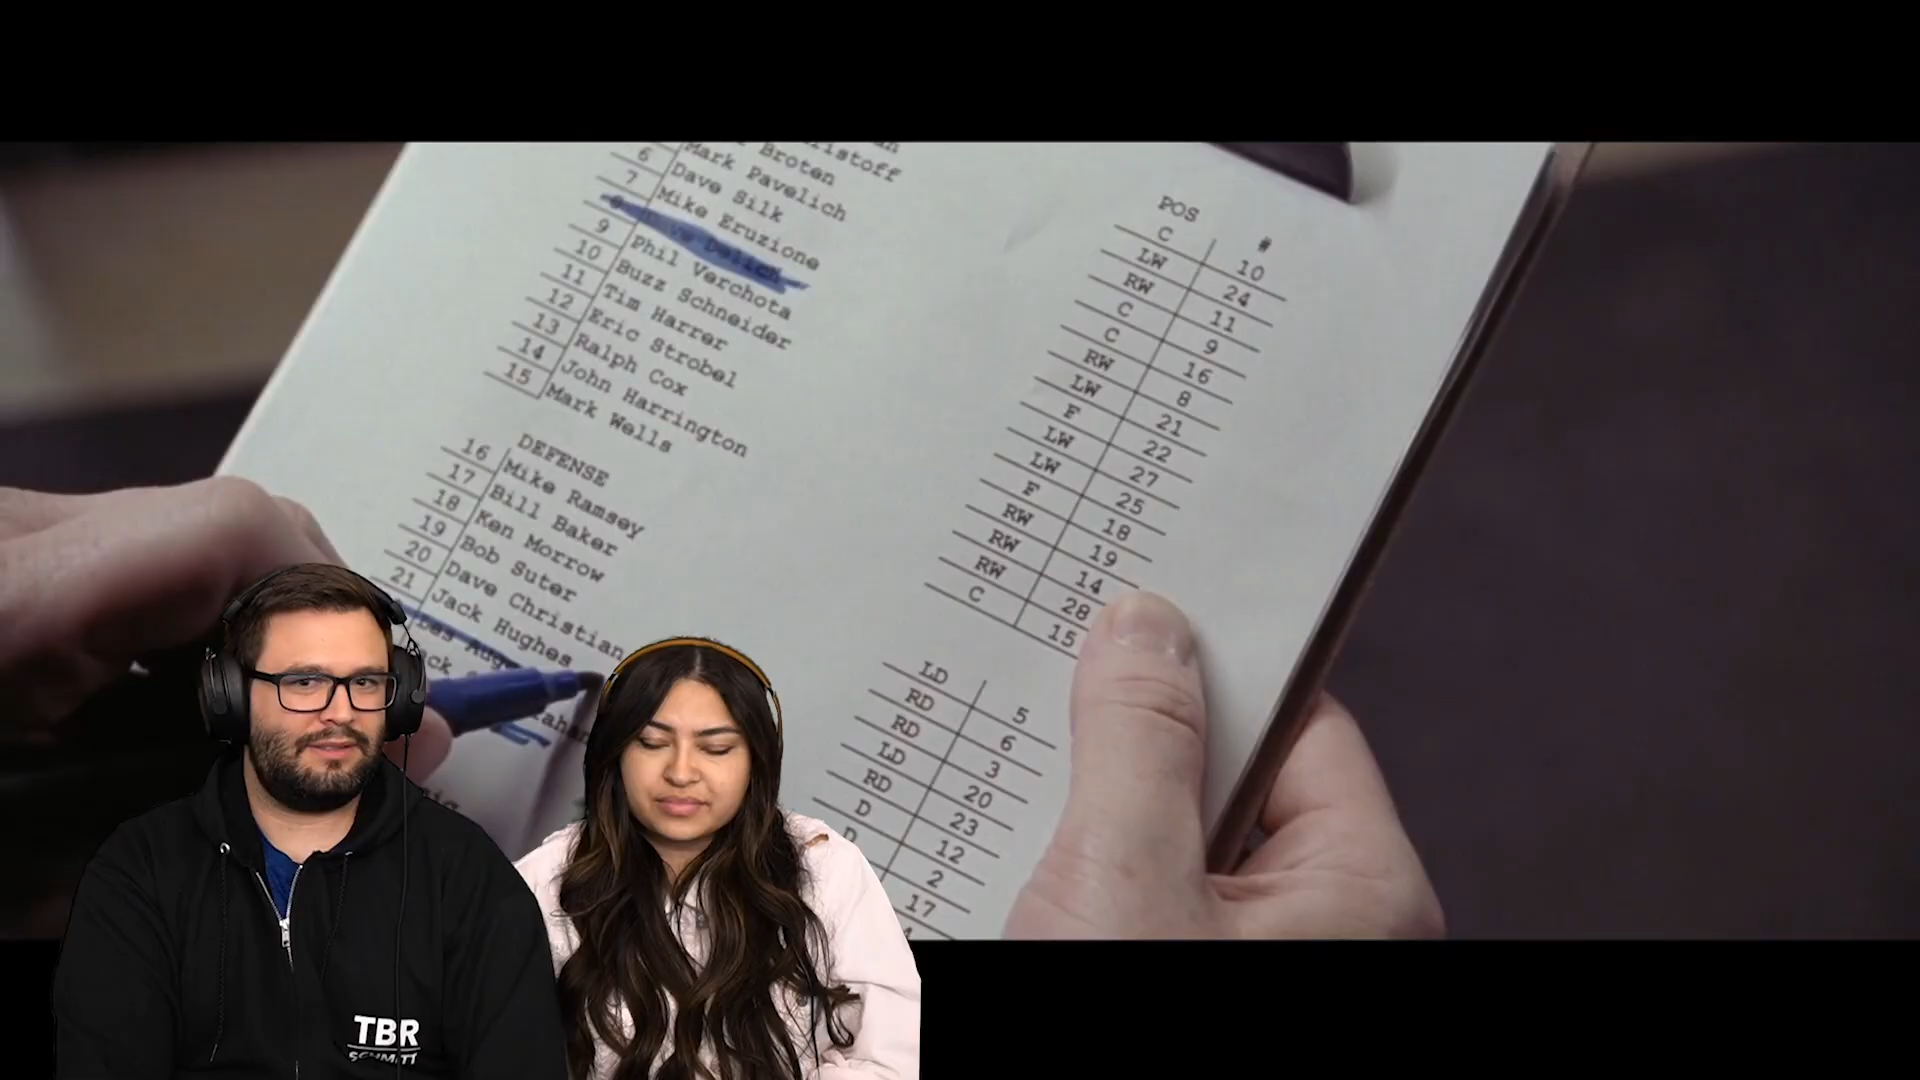 Broten
6 Mark Pavelich
7 Dave Silk
Mike Eruzione
9
10 Phil Verchota
11 Buzz Schneider
12 Tim Harrer
13 Eric Strobel
14 Ralph Cox
15 John Harrington
Mark Wells
DEFENSE
16 Mike Ramsey
17 Bill Baker
18 Ken Morrow
19 Bob Suter
20 Dave Christian
21 Jack Hughes
Les
POS #
C 10
LW 24
RW 11
C 9
C 16
RW 8
LW 21
F 22
LW 27
LW 25
F 18
RW 19
RW 14
RW 28
C 15
LD 5
RD 6
RD 3
LD 20
RD 23
D 12
D 2
17
TBR
SCHMITT